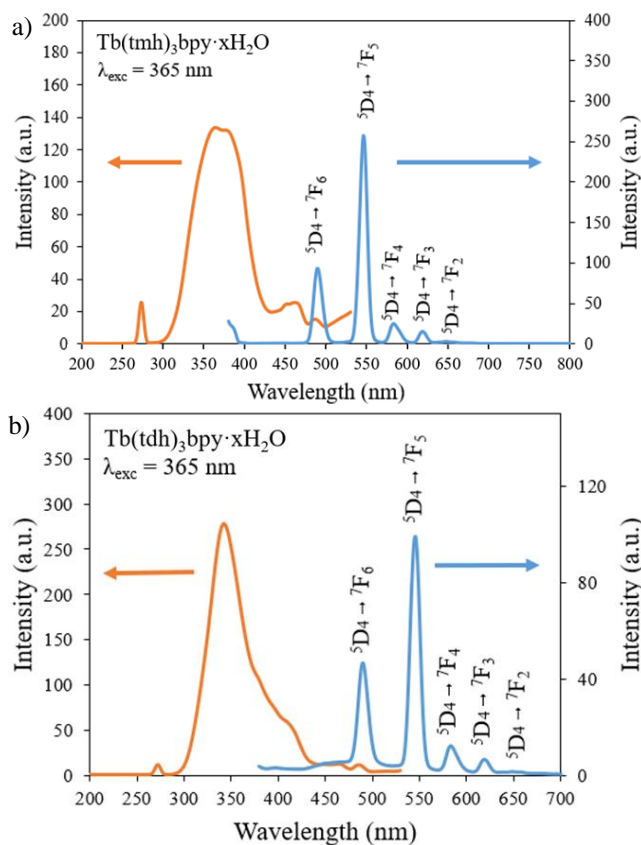 a)
Tb(tmh)₃bpy·xH₂O
λexc = 365 nm
Intensity (a.u.)
200
180
160
140
120
100
80
60
40
20
0
400
350
300
250
200
150
100
50
0
Intensity (a.u.)
⁵D₄→ ⁷F₆
⁵D₄→ ⁷F₅
⁵D₄→ ⁷F₄
⁵D₄→ ⁷F₃
⁵D₄→ ⁷F₂
200 250 300 350 400 450 500 550 600 650 700 750 800
Wavelength (nm)
b)
Tb(tdh)₃bpy·xH₂O
λexc = 365 nm
Intensity (a.u.)
400
350
300
250
200
150
100
50
0
120
80
40
0
Intensity (a.u.)
⁵D₄→ ⁷F₆
⁵D₄→ ⁷F₅
⁵D₄→ ⁷F₄
⁵D₄→ ⁷F₃
⁵D₄→ ⁷F₂
200 250 300 350 400 450 500 550 600 650 700
Wavelength (nm)